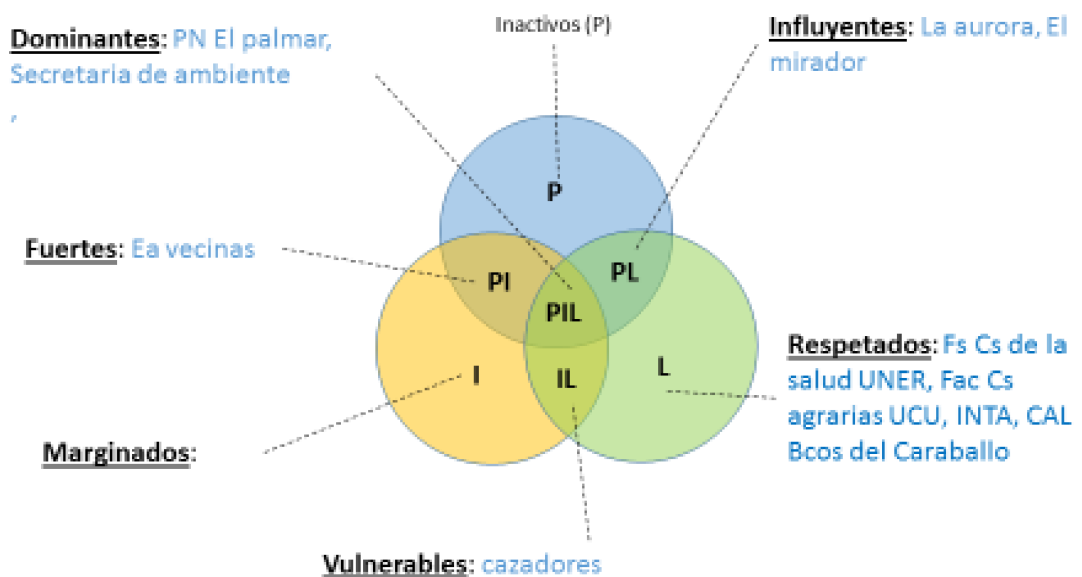 Inactivos (P)
Dominantes: PN El palmar,
Secretaria de ambiente
,
Influyentes: La aurora, El
mirador
P
Fuertes: Ea vecinas
PI
PL
PIL
Respetados: Fs Cs de la
salud UNER, Fac Cs
agrarias UCU, INTA, CAL
Bcos del Caraballo
I
IL
L
Marginados:
Vulnerables: cazadores